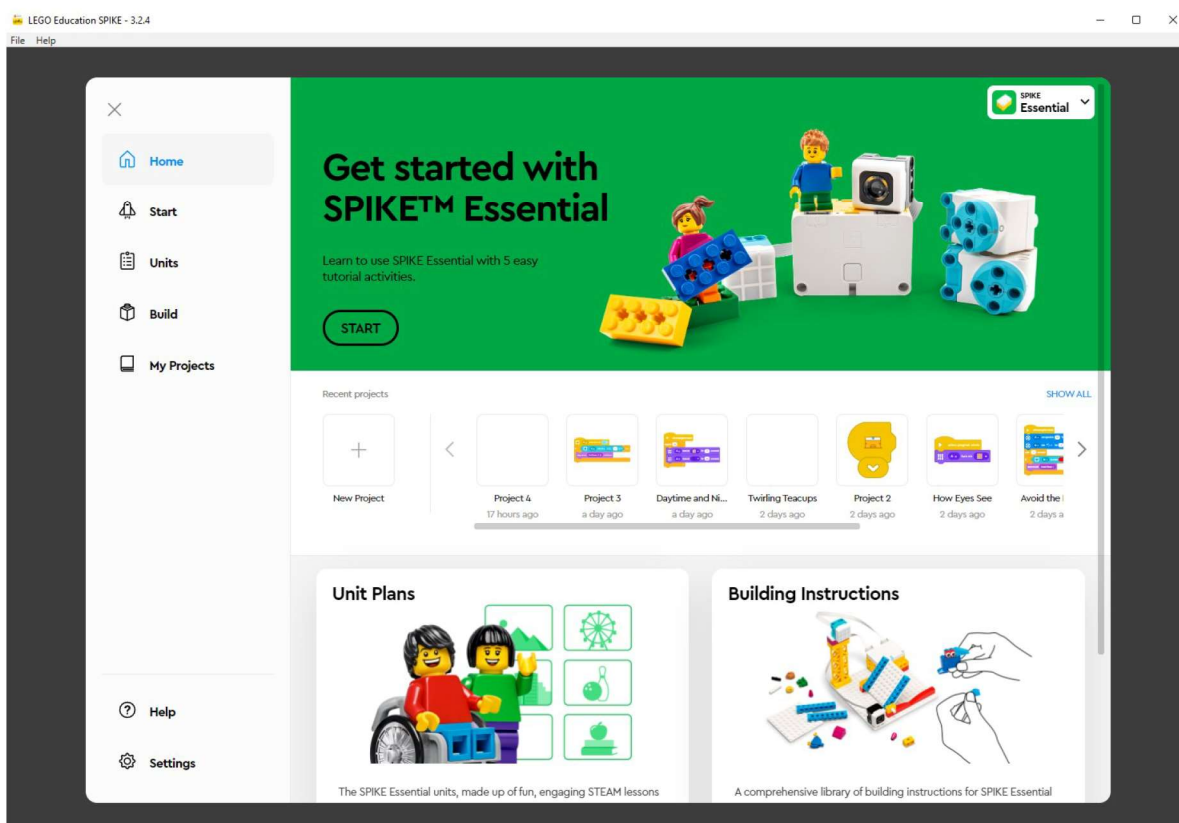 LEGO Education SPIKE - 3.2.4
File Help
SPIKE
Essential
Home
Start
Units
Build
My Projects
Help
Settings
Get started with
SPIKE™ Essential
Learn to use SPIKE Essential with 5 easy
tutorial activities.
START
Recent projects
SHOW ALL
New Project
Project 4
17 hours ago
Project 3
a day ago
Daytime and Ni...
a day ago
Twirling Teacups
2 days ago
Project 2
2 days ago
How Eyes See
2 days ago
Avoid the
2 days a
Unit Plans
The SPIKE Essential units, made up of fun, engaging STEAM lessons
Building Instructions
A comprehensive library of building instructions for SPIKE Essential